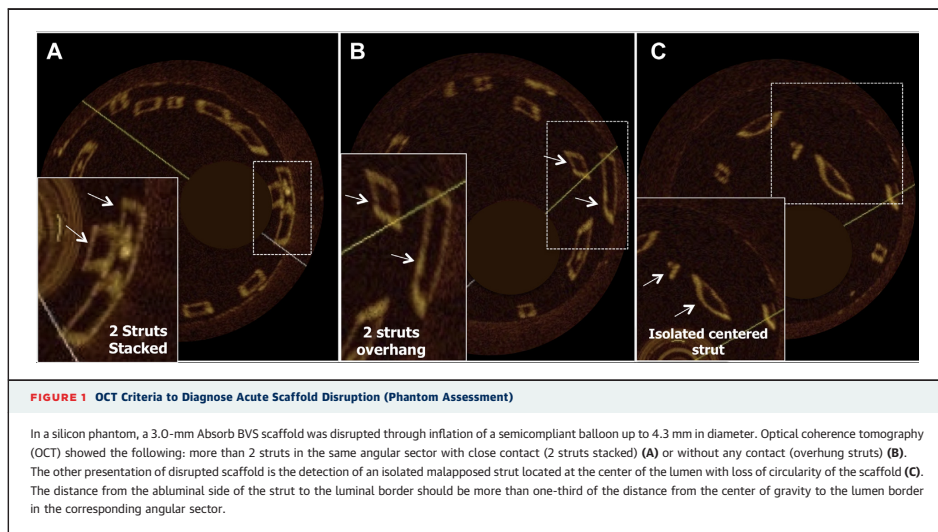 A
B
C
2 Struts
Stacked
2 struts
overhang
Isolated centered
strut
FIGURE 1 OCT Criteria to Diagnose Acute Scaffold Disruption (Phantom Assessment)
In a silicon phantom, a 3.0-mm Absorb BVS scaffold was disrupted through inflation of a semicompliant balloon up to 4.3 mm in diameter. Optical coherence tomography
(OCT) showed the following: more than 2 struts in the same angular sector with close contact (2 struts stacked) (A) or without any contact (overhung struts) (B).
The other presentation of disrupted scaffold is the detection of an isolated malapposed strut located at the center of the lumen with loss of circularity of the scaffold (C).
The distance from the abluminal side of the strut to the luminal border should be more than one-third of the distance from the center of gravity to the lumen border
in the corresponding angular sector.